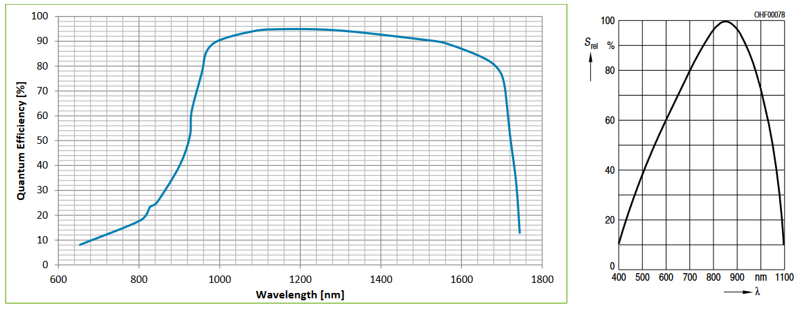 100
90
80
70
60
50
40
30
20
10
0
Quantum Efficiency [%]
600 800 1000 1200 1400 1600 1800
Wavelength [nm]
OHF00078
S rel
%
100
80
60
40
20
0
400 500 600 700 800 900 nm 1100
λ